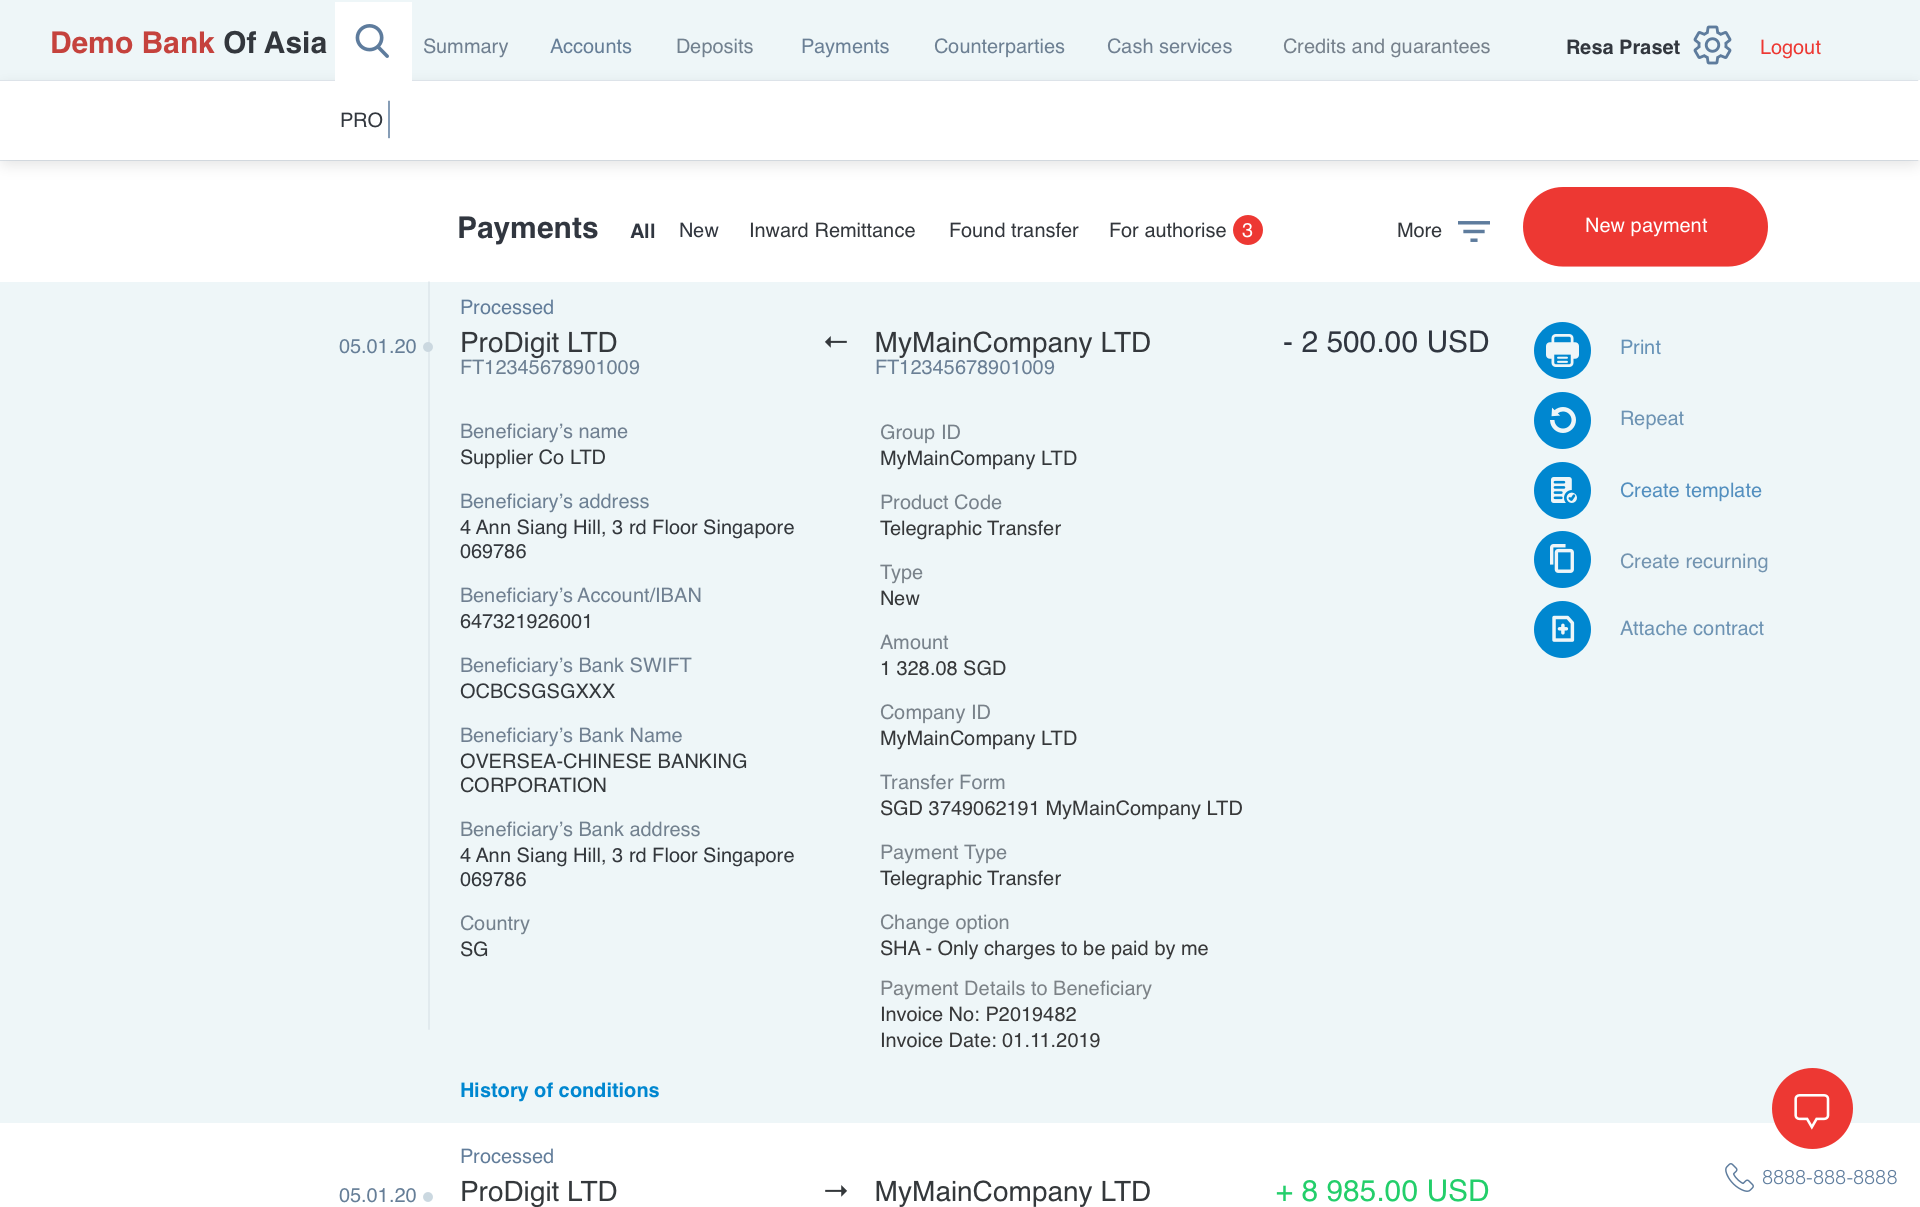 Demo Bank Of Asia
Summary
Accounts
Deposits
Payments
Counterparties
Cash services
Credits and guarantees
Resa Praset
Logout
PRO
Payments
All
New
Inward Remittance
Found transfer
For authorise 3
More
New payment
Processed
05.01.20
ProDigit LTD
FT12345678901009
MyMainCompany LTD
FT12345678901009
- 2 500.00 USD
Beneficiary’s name
Supplier Co LTD
Beneficiary’s address
4 Ann Siang Hill, 3 rd Floor Singapore
069786
Beneficiary’s Account/IBAN
647321926001
Beneficiary’s Bank SWIFT
OCBCSGSGXXX
Beneficiary’s Bank Name
OVERSEA-CHINESE BANKING
CORPORATION
Beneficiary’s Bank address
4 Ann Siang Hill, 3 rd Floor Singapore
069786
Country
SG
Group ID
MyMainCompany LTD
Product Code
Telegraphic Transfer
Type
New
Amount
1 328.08 SGD
Company ID
MyMainCompany LTD
Transfer Form
SGD 3749062191 MyMainCompany LTD
Payment Type
Telegraphic Transfer
Change option
SHA - Only charges to be paid by me
Payment Details to Beneficiary
Invoice No: P2019482
Invoice Date: 01.11.2019
Print
Repeat
Create template
Create recurning
Attache contract
History of conditions
Processed
05.01.20
ProDigit LTD
MyMainCompany LTD
+ 8 985.00 USD
8888-888-8888